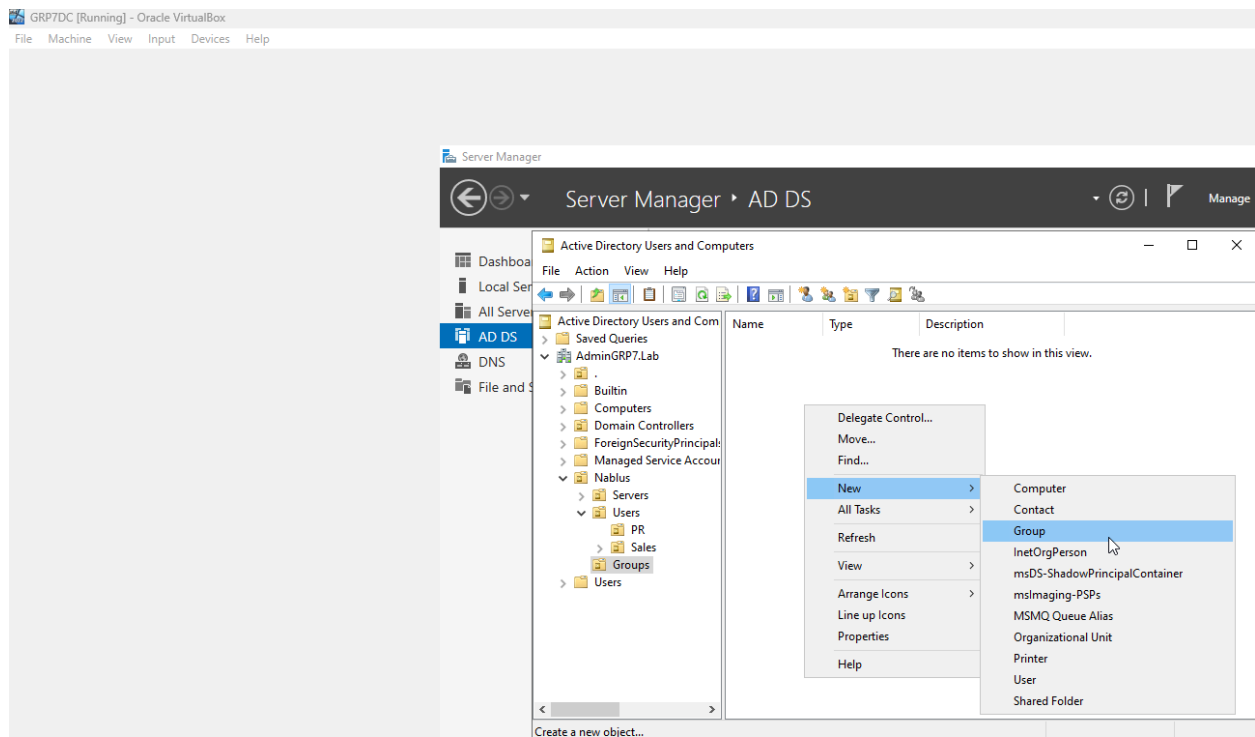 GRP7DC [Running] - Oracle VirtualBox
File Machine View Input Devices Help
Server Manager
Server Manager ‣ AD DS
Manage
Dashboa
Local Ser
All Server
AD DS
DNS
File and S
Active Directory Users and Computers
File Action View Help
Active Directory Users and Com
Saved Queries
AdminGRP7.Lab
.
Builtin
Computers
Domain Controllers
ForeignSecurityPrincipals
Managed Service Accour
Nablus
Servers
Users
PR
Sales
Groups
Users
Name Type Description
There are no items to show in this view.
Delegate Control...
Move...
Find...
New
All Tasks
Refresh
View
Arrange Icons
Line up Icons
Properties
Help
Computer
Contact
Group
InetOrgPerson
msDS-ShadowPrincipalContainer
msImaging-PSPs
MSMQ Queue Alias
Organizational Unit
Printer
User
Shared Folder
Create a new object...